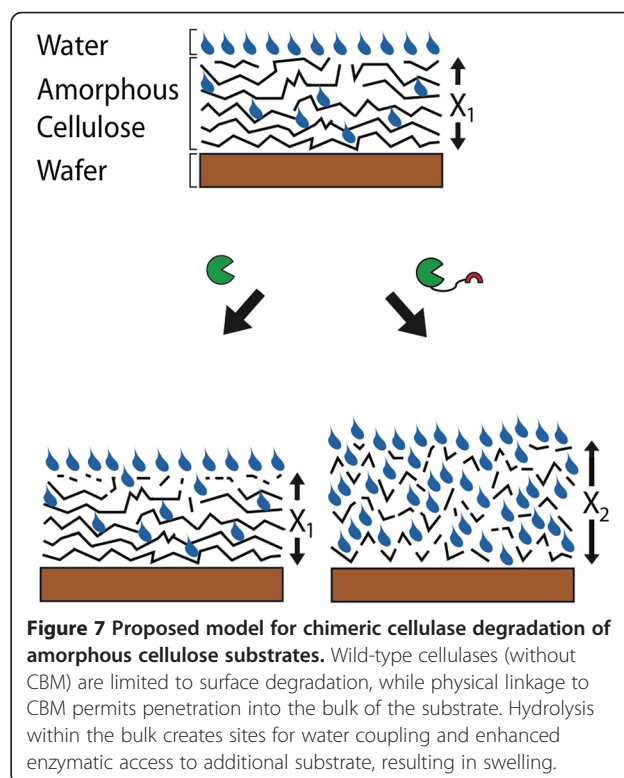 Water
Amorphous
Cellulose
Wafer
X1
X1
X2
Figure 7 Proposed model for chimeric cellulase degradation of
amorphous cellulose substrates. Wild-type cellulases (without
CBM) are limited to surface degradation, while physical linkage to
CBM permits penetration into the bulk of the substrate. Hydrolysis
within the bulk creates sites for water coupling and enhanced
enzymatic access to additional substrate, resulting in swelling.